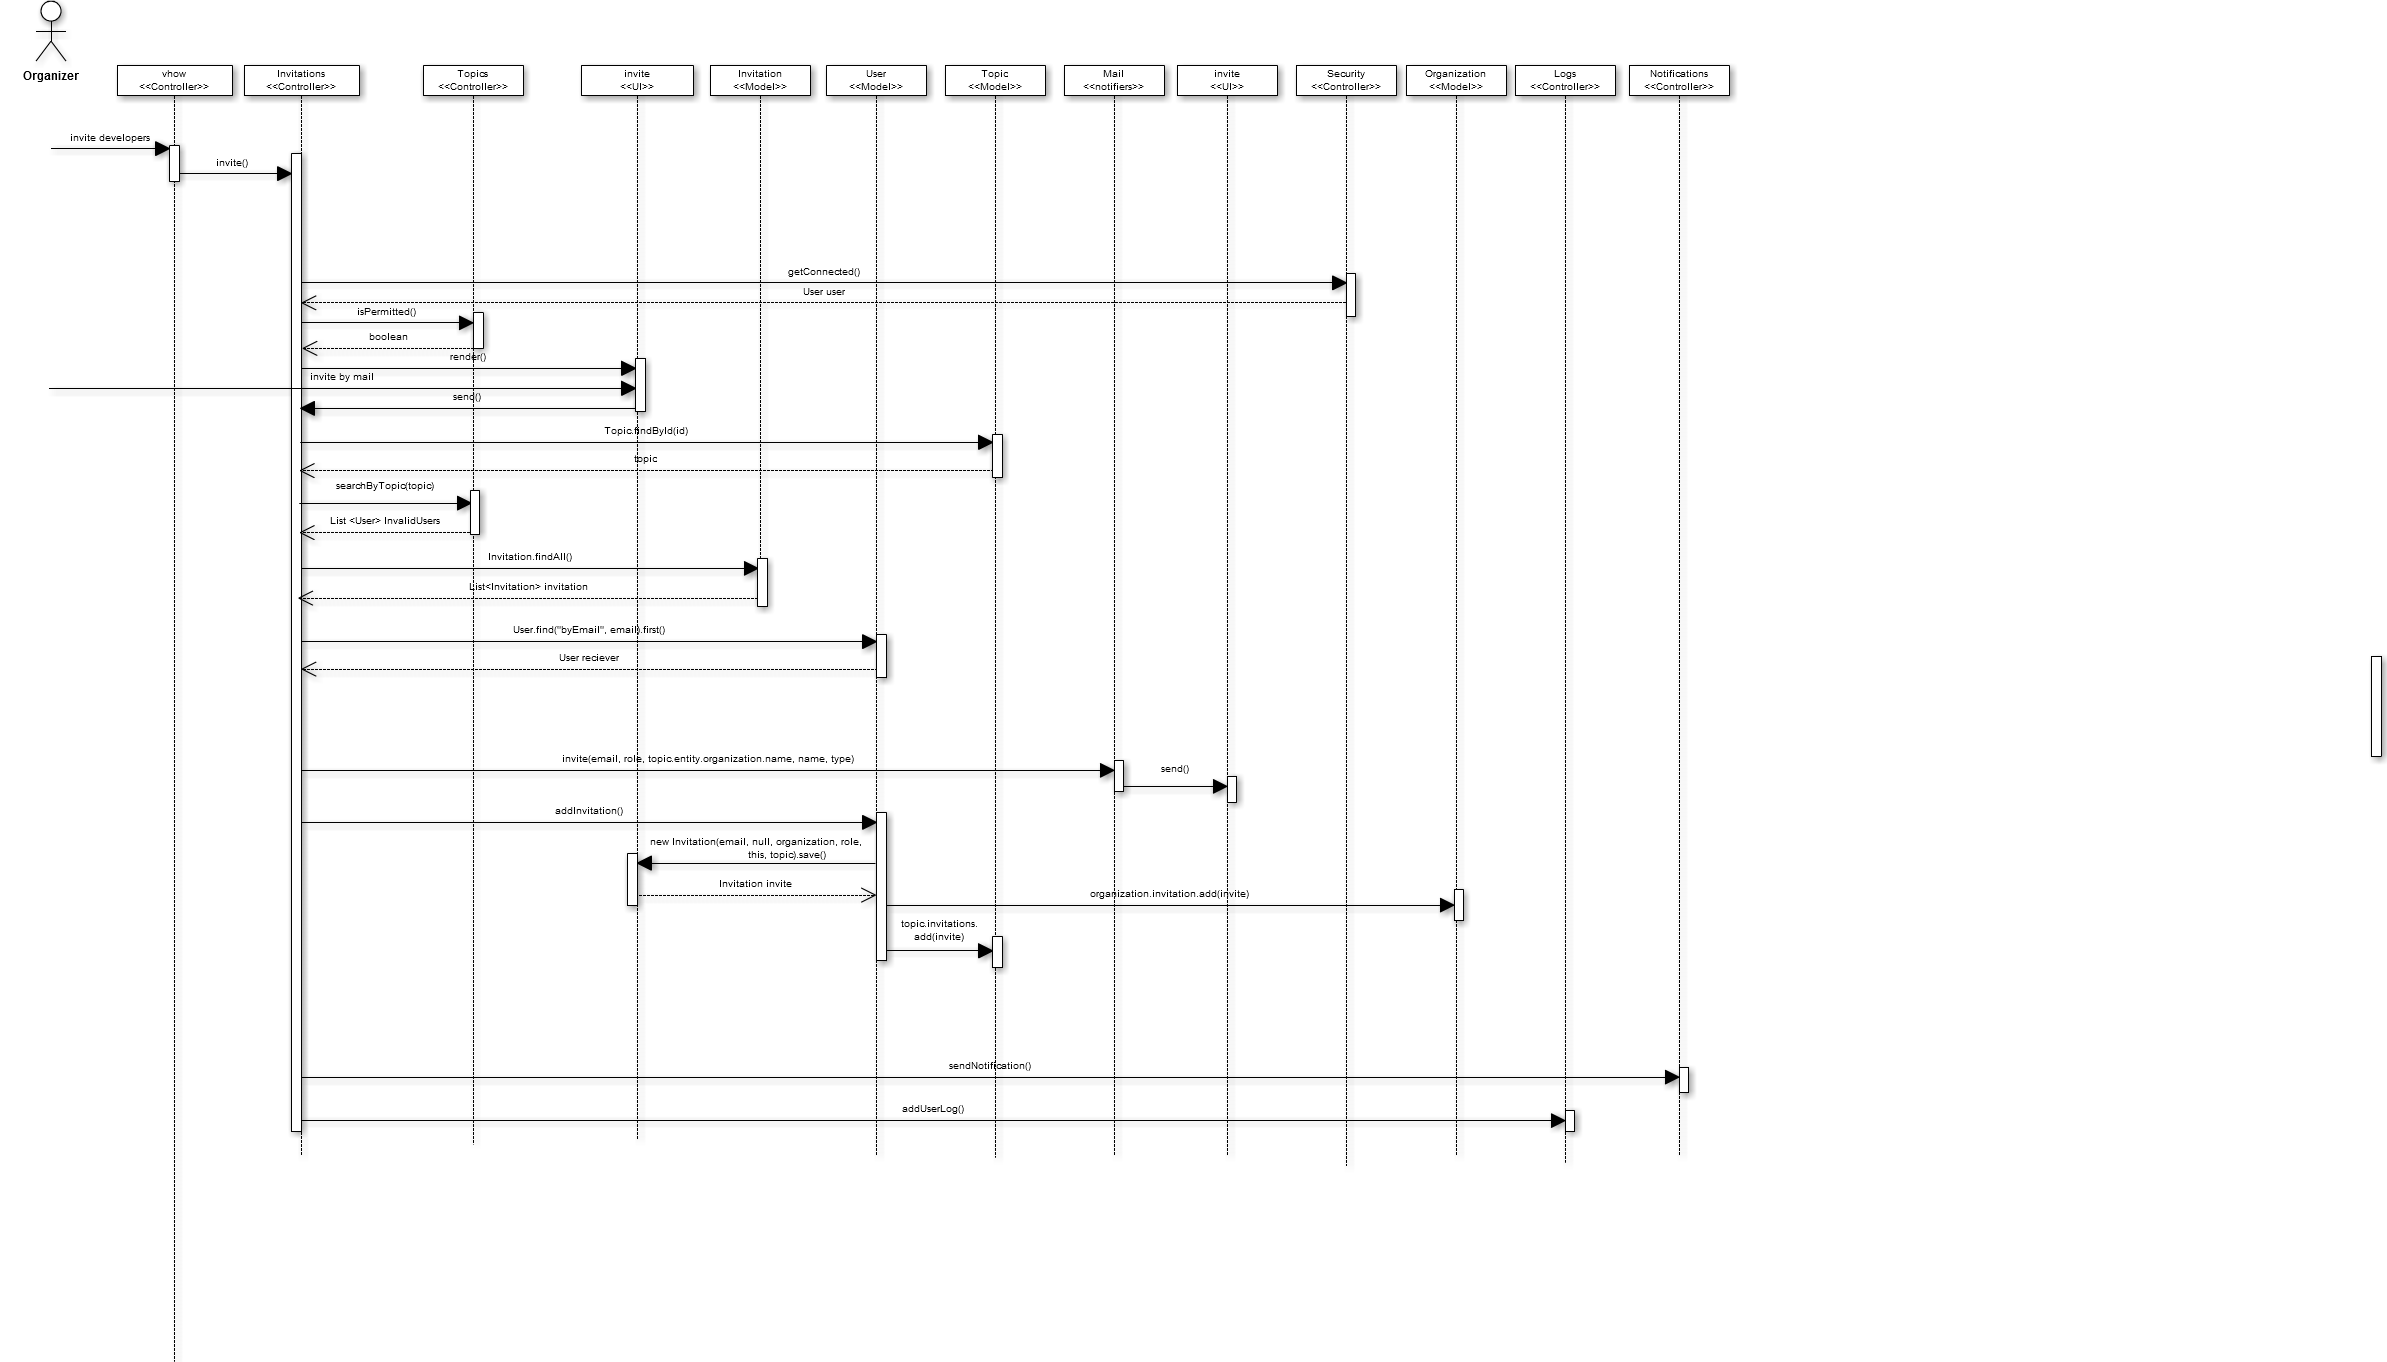 Organizer
vhow
<<Controller>>
Invitations
<<Controller>>
Topics
<<Controller>>
invite
<<UI>>
Invitation
<<Model>>
User
<<Model>>
Topic
<<Model>>
Mail
<<notifiers>>
invite
<<UI>>
Security
<<Controller>>
Organization
<<Model>>
Logs
<<Controller>>
Notifications
<<Controller>>
invite developers
invite()
getConnected()
User user
isPermitted()
boolean
render()
invite by mail
send()
Topic.findById(id)
topic
searchByTopic(topic)
List <User> InvalidUsers
Invitation.findAll()
List<Invitation> invitation
User.find("byEmail", email).first()
User reciever
invite(email, role, topic.entity.organization.name, name, type)
send()
addInvitation()
new Invitation(email, null, organization, role,
this, topic).save()
Invitation invite
organization.invitation.add(invite)
topic.invitations.
add(invite)
sendNotification()
addUserLog()